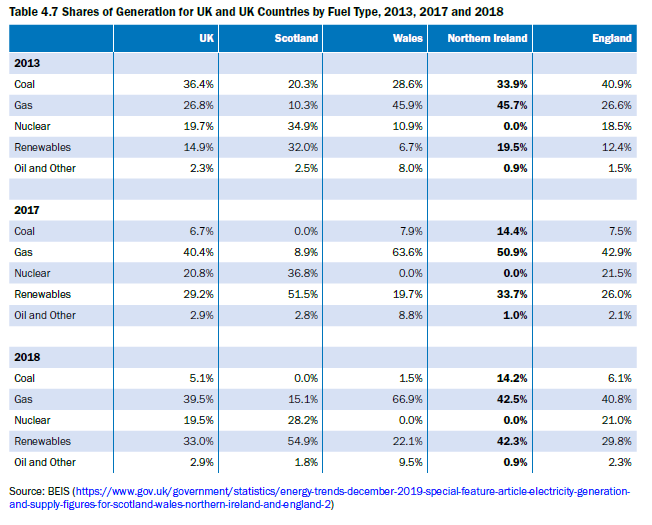 Table 4.7 Shares of Generation for UK and UK Countries by Fuel Type, 2013, 2017 and 2018
UK Scotland Wales Northern Ireland England
2013
Coal 36.4% 20.3% 28.6% 33.9% 40.9%
Gas 26.8% 10.3% 45.9% 45.7% 26.6%
Nuclear 19.7% 34.9% 10.9% 0.0% 18.5%
Renewables 14.9% 32.0% 6.7% 19.5% 12.4%
Oil and Other 2.3% 2.5% 8.0% 0.9% 1.5%
2017
Coal 6.7% 0.0% 7.9% 14.4% 7.5%
Gas 40.4% 8.9% 63.6% 50.9% 42.9%
Nuclear 20.8% 36.8% 0.0% 0.0% 21.5%
Renewables 29.2% 51.5% 19.7% 33.7% 26.0%
Oil and Other 2.9% 2.8% 8.8% 1.0% 2.1%
2018
Coal 5.1% 0.0% 1.5% 14.2% 6.1%
Gas 39.5% 15.1% 66.9% 42.5% 40.8%
Nuclear 19.5% 28.2% 0.0% 0.0% 21.0%
Renewables 33.0% 54.9% 22.1% 42.3% 29.8%
Oil and Other 2.9% 1.8% 9.5% 0.9% 2.3%
Source: BEIS (https://www.gov.uk/government/statistics/energy-trends-december-2019-special-feature-article-electricity-generation-
and-supply-figures-for-scotland-wales-northern-ireland-and-england-2)